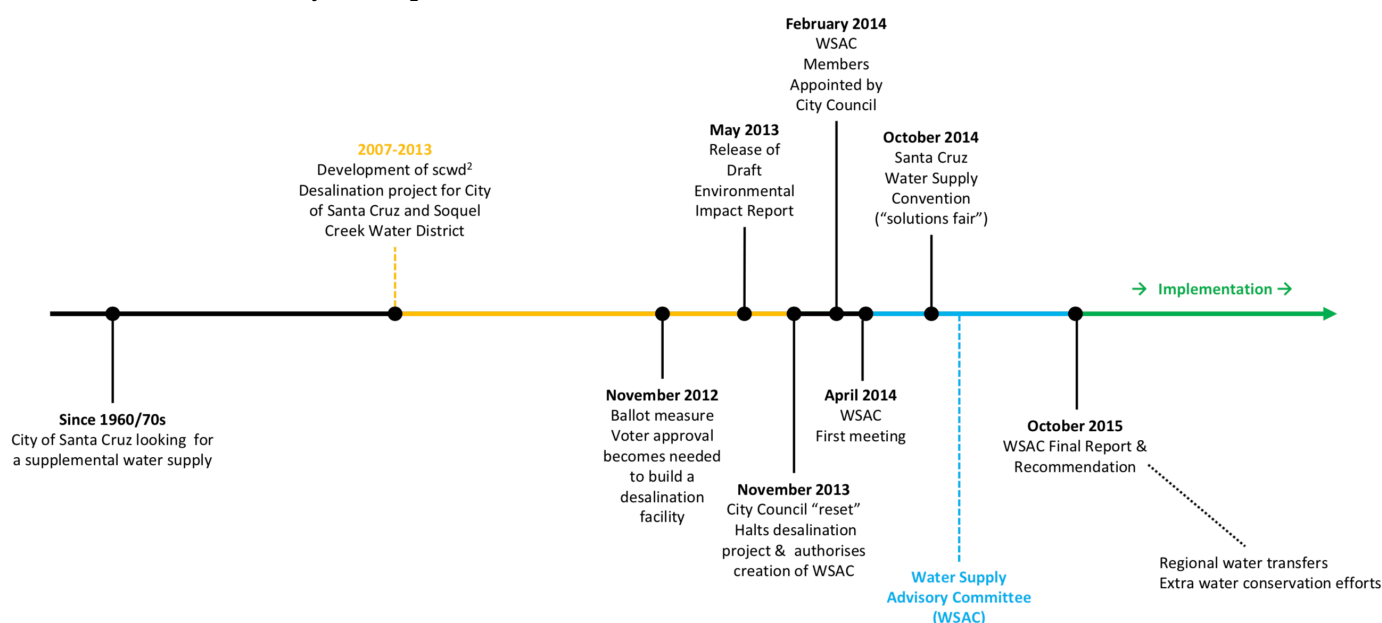 February 2014
WSAC
Members
Appointed by
City Council
May 2013
Release of
Draft
Environmental
Impact Report
October 2014
Santa Cruz
Water Supply
Convention
(“solutions fair”)
2007-2013
Development of scwd²
Desalination project for City
of Santa Cruz and Soquel
Creek Water District
→ Implementation →
Since 1960/70s
City of Santa Cruz looking for
a supplemental water supply
November 2012
Ballot measure
Voter approval
becomes needed
to build a
desalination
facility
November 2013
City Council “reset”
Halts desalination
project & authorises
creation of WSAC
April 2014
WSAC
First meeting
Water Supply
Advisory Committee
(WSAC)
October 2015
WSAC Final Report &
Recommendation
Regional water transfers
Extra water conservation efforts